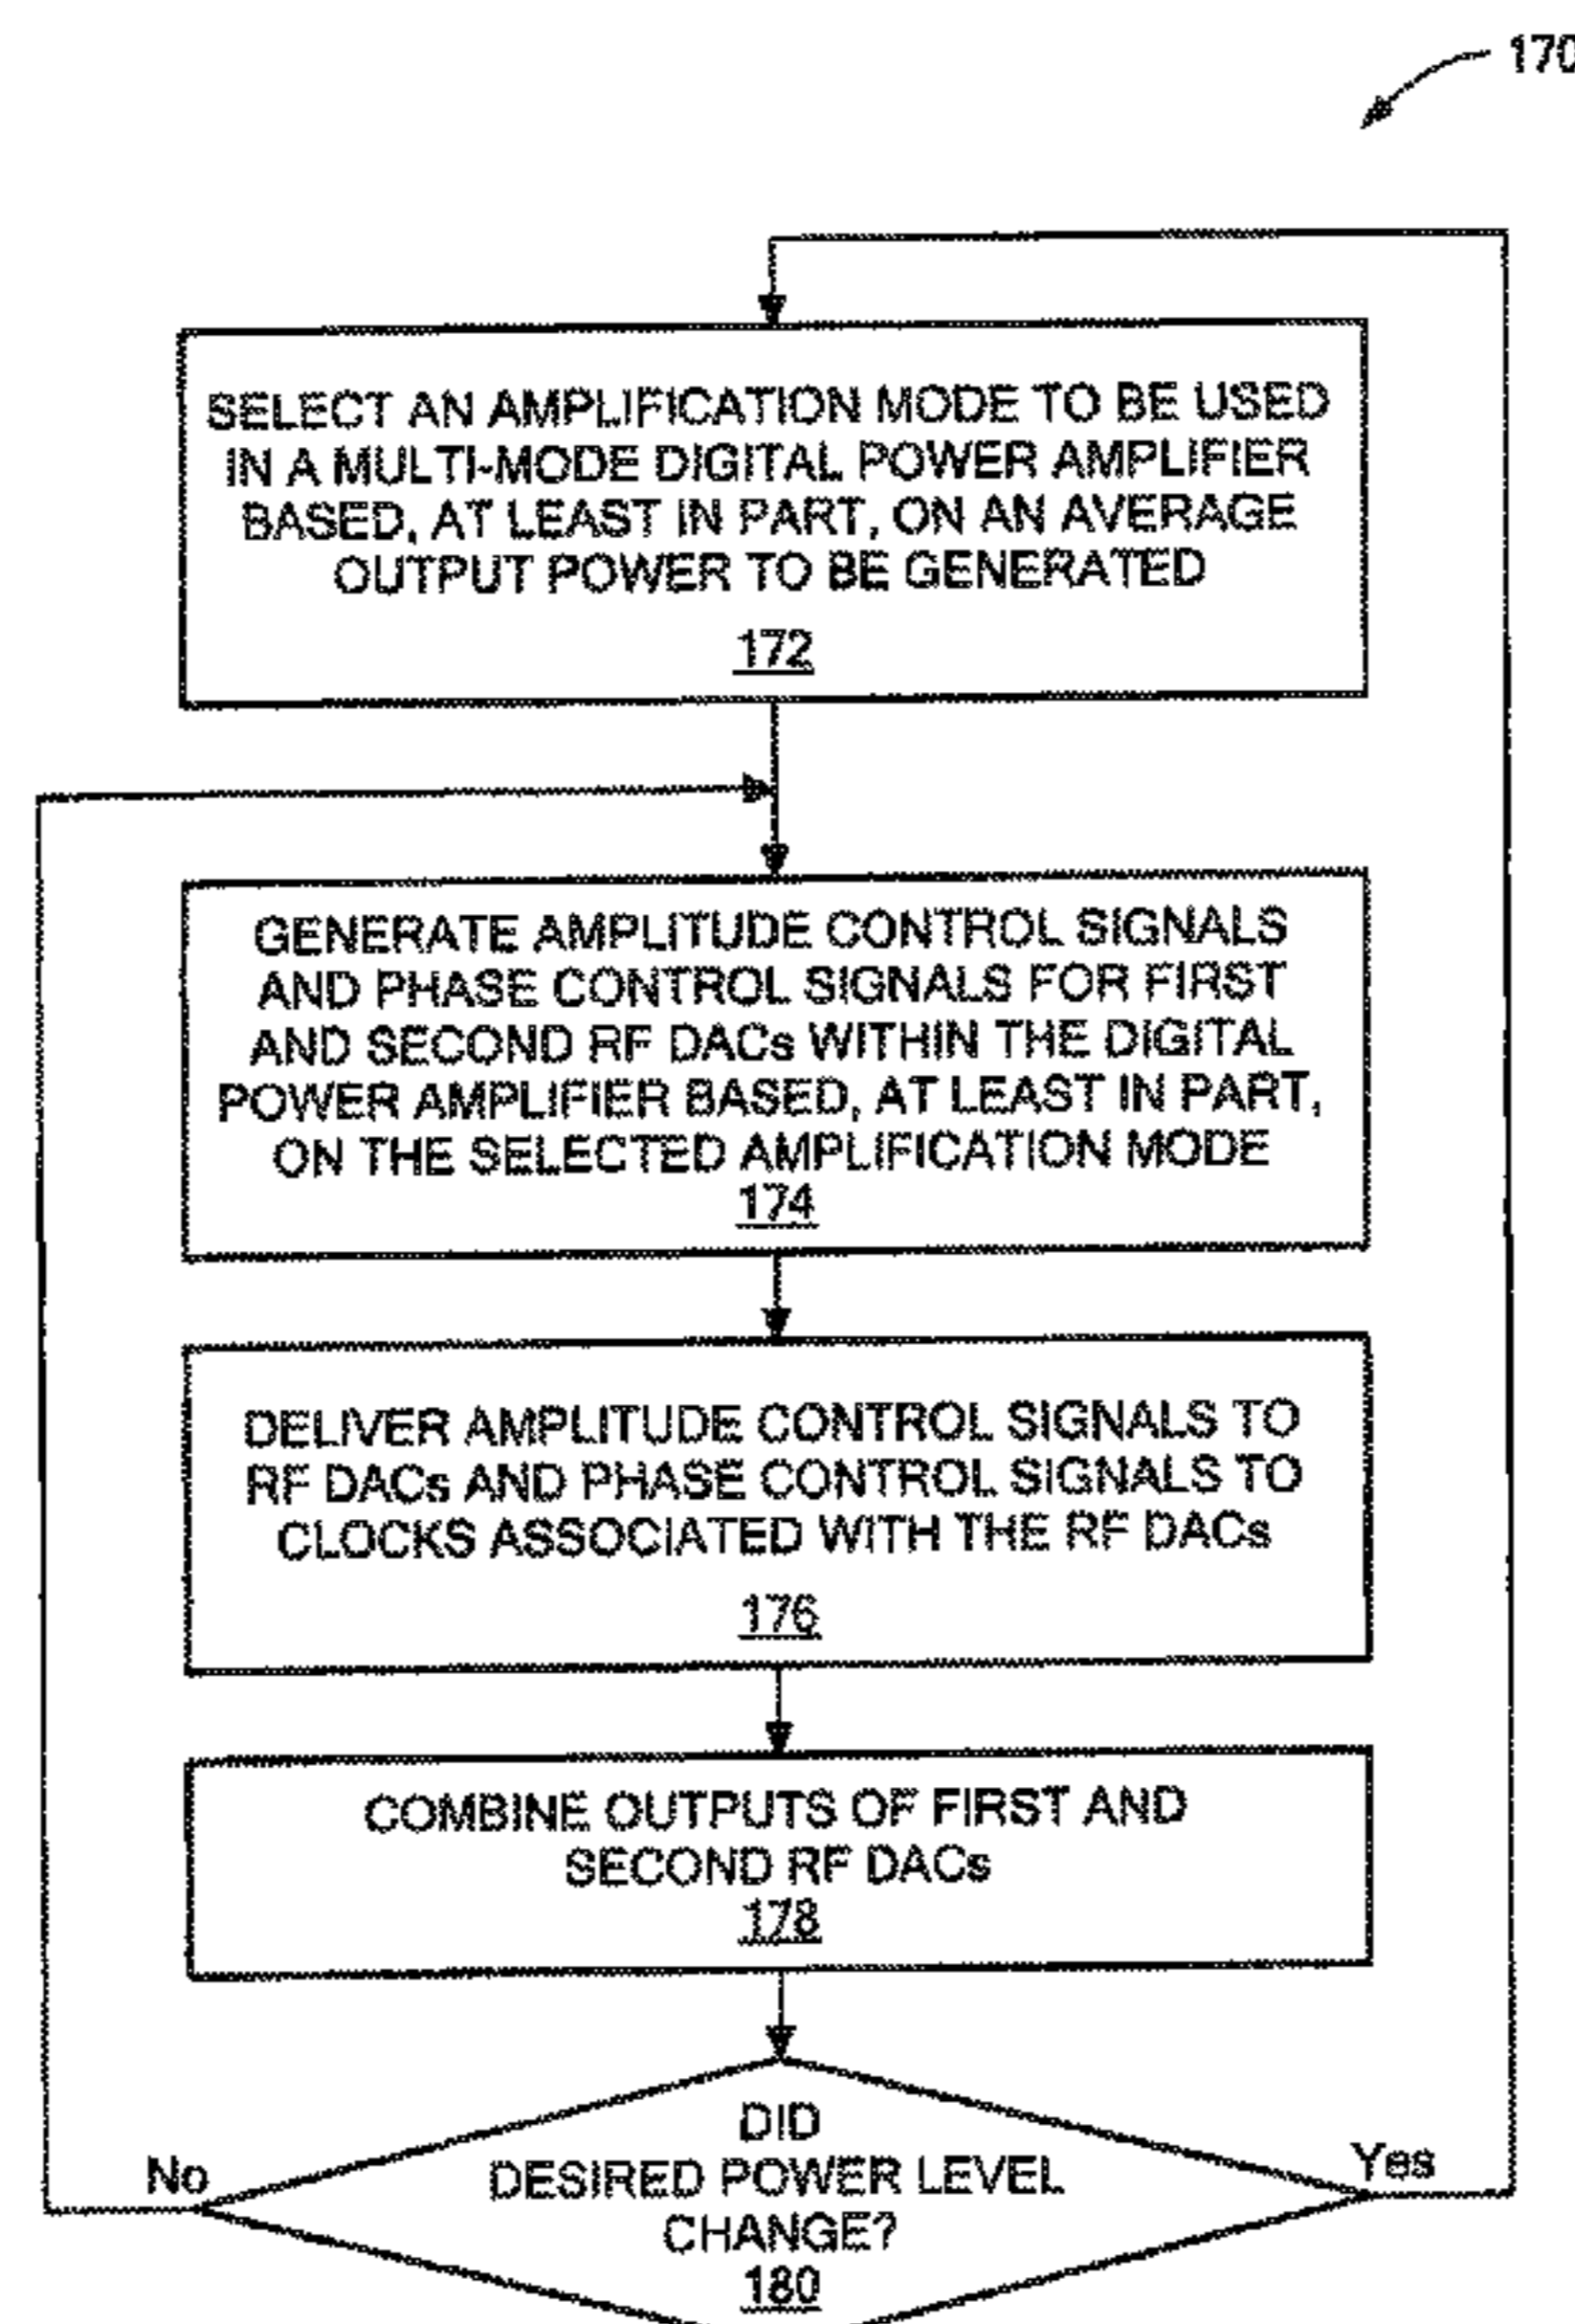 170
SELECT AN AMPLIFICATION MODE TO BE USED
IN A MULTI-MODE DIGITAL POWER AMPLIFIER
BASED, AT LEAST IN PART, ON AN AVERAGE
OUTPUT POWER TO BE GENERATED
172
GENERATE AMPLITUDE CONTROL SIGNALS
AND PHASE CONTROL SIGNALS FOR FIRST
AND SECOND RF DACs WITHIN THE DIGITAL
POWER AMPLIFIER BASED, AT LEAST IN PART,
ON THE SELECTED AMPLIFICATION MODE
174
DELIVER AMPLITUDE CONTROL SIGNALS TO
RF DACs AND PHASE CONTROL SIGNALS TO
CLOCKS ASSOCIATED WITH THE RF DACs
176
COMBINE OUTPUTS OF FIRST AND
SECOND RF DACs
178
DID
No
Yes
DESIRED POWER LEVEL
CHANGE?
180